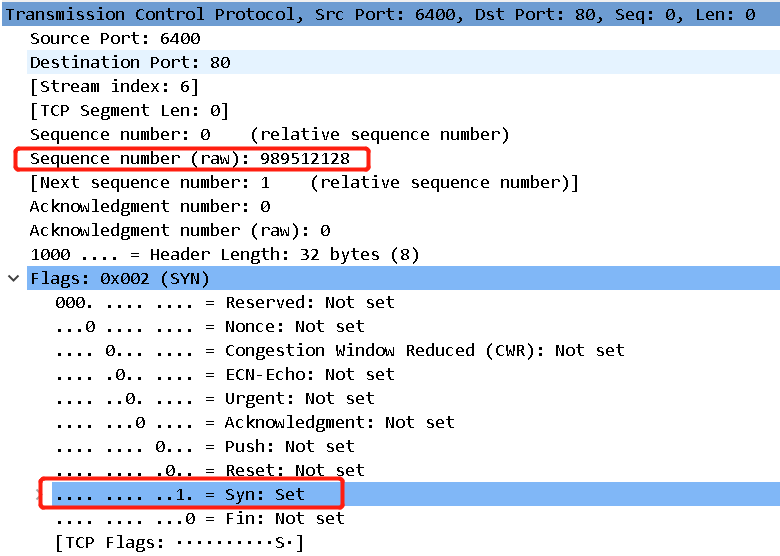 Transmission Control Protocol, Src Port: 6400, Dst Port: 80, Seq: 0, Len: 0
Source Port: 6400
Destination Port: 80
[Stream index: 6]
[TCP Segment Len: 0]
Sequence number: 0    (relative sequence number)
Sequence number (raw): 989512128
[Next sequence number: 1    (relative sequence number)]
Acknowledgment number: 0
Acknowledgment number (raw): 0
1000 .... = Header Length: 32 bytes (8)
Flags: 0x002 (SYN)
000. .... .... = Reserved: Not set
...0 .... .... = Nonce: Not set
.... 0... .... = Congestion Window Reduced (CWR): Not set
.... .0.. .... = ECN-Echo: Not set
.... ..0. .... = Urgent: Not set
.... ...0 .... = Acknowledgment: Not set
.... .... 0... = Push: Not set
.... .... .0.. = Reset: Not set
.... .... ..1. = Syn: Set
.... .... ...0 = Fin: Not set
[TCP Flags: ··········S·]